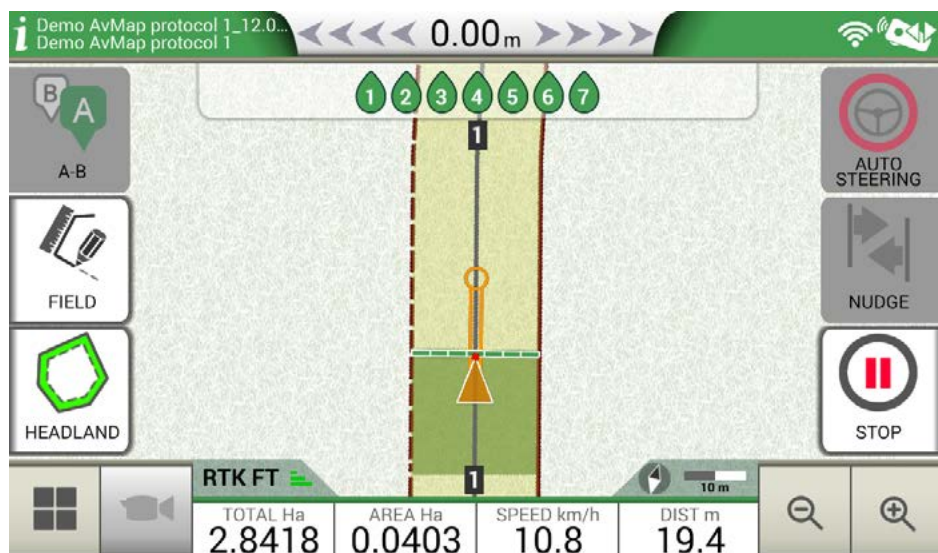 i Demo AvMap protocol 1_12.0...
Demo AvMap protocol 1
0.00m
1 2 3 4 5 6 7
B
A
A-B
1
AUTO
STEERING
FIELD
NUDGE
HEADLAND
STOP
1
RTK FT
10 m
TOTAL Ha AREA Ha SPEED km/h DIST m
2.8418 0.0403 10.8 19.4